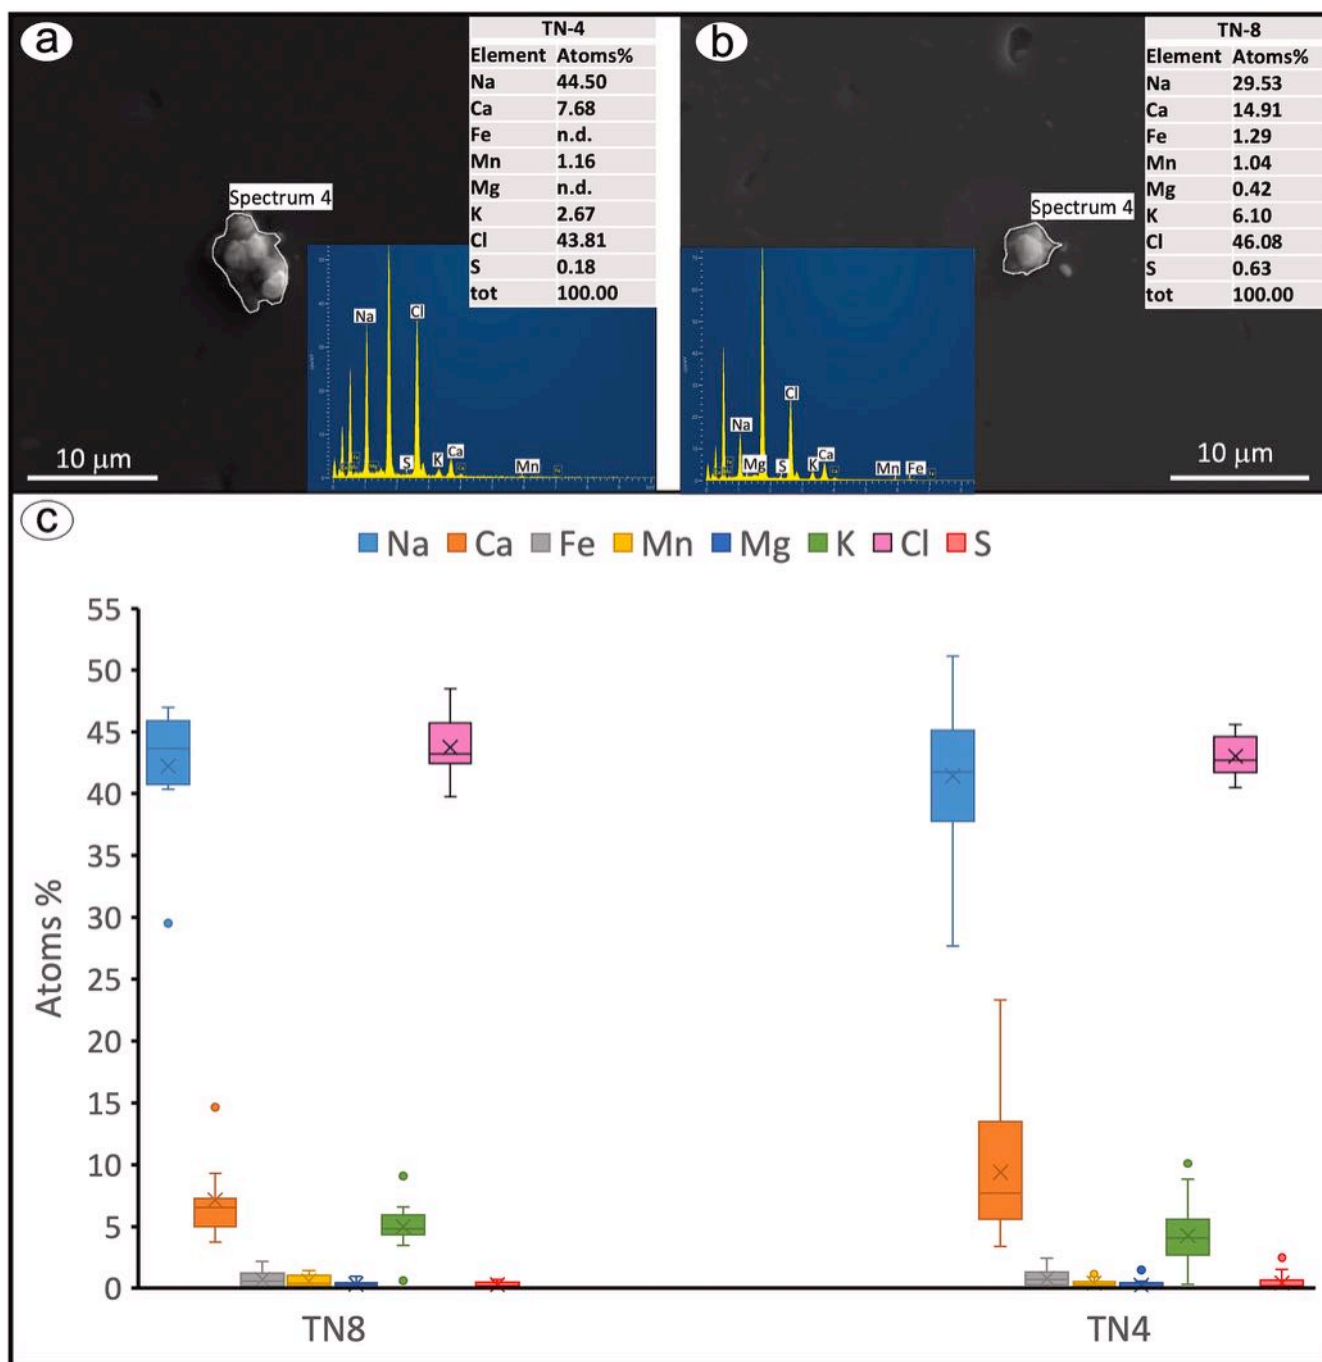 a
TN-4
Element Atoms%
Na 44.50
Ca 7.68
Fe n.d.
Mn 1.16
Mg n.d.
K 2.67
Cl 43.81
S 0.18
tot 100.00
Spectrum 4
Na
Cl
S
K
Ca
Mn
10 µm
b
TN-8
Element Atoms%
Na 29.53
Ca 14.91
Fe 1.29
Mn 1.04
Mg 0.42
K 6.10
Cl 46.08
S 0.63
tot 100.00
Spectrum 4
Na
Mg
S
Cl
K
Ca
Mn
Fe
10 µm
c
Na Ca Fe Mn Mg K Cl S
Atoms %
55
50
45
40
35
30
25
20
15
10
5
0
TN8 TN4